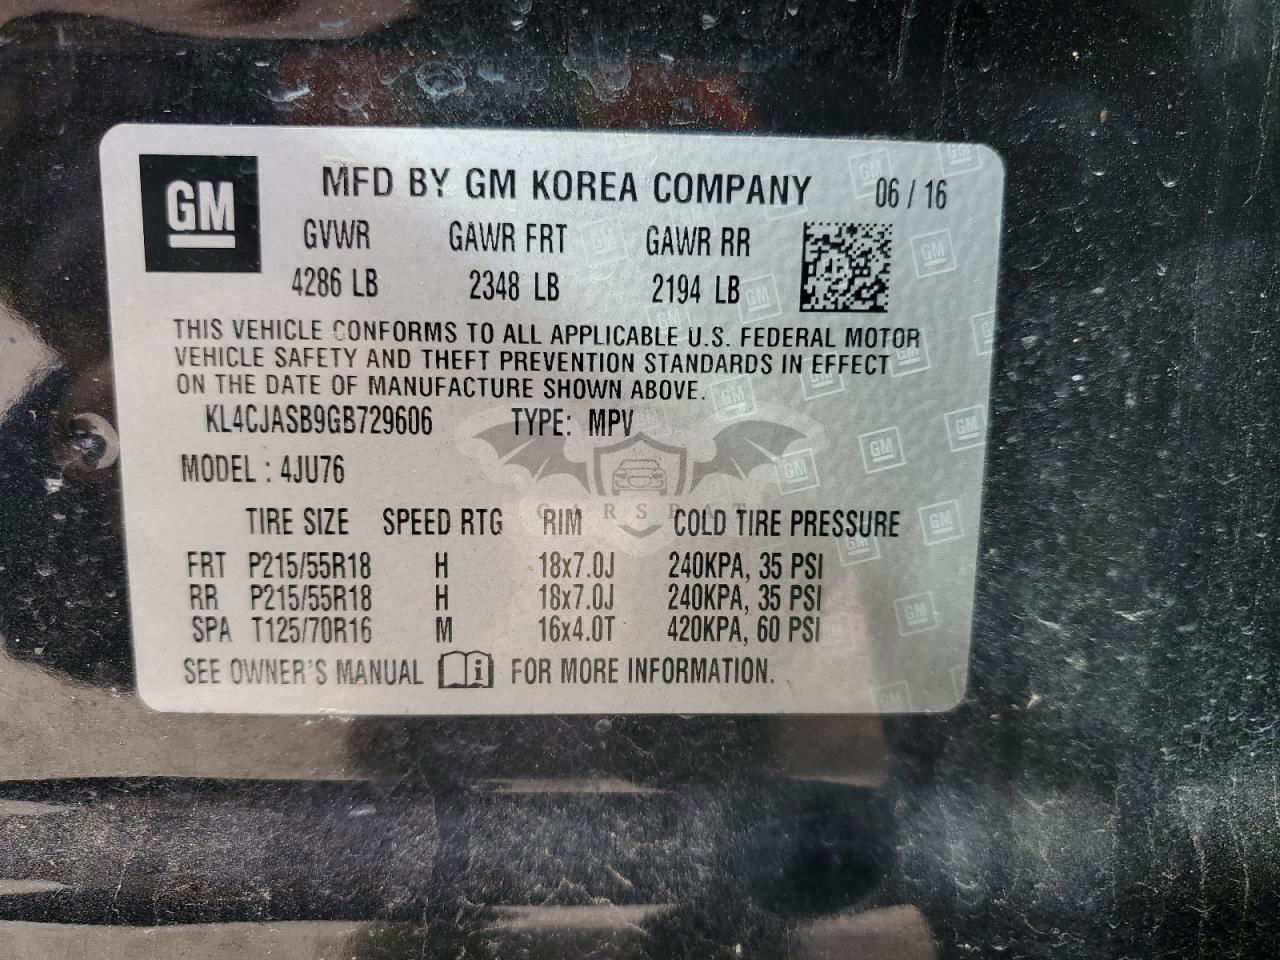 GM
MFD BY GM KOREA COMPANY 06 / 16
GVWR GAWR FRT GAWR RR
4286 LB 2348 LB 2194 LB
THIS VEHICLE CONFORMS TO ALL APPLICABLE U.S. FEDERAL MOTOR
VEHICLE SAFETY AND THEFT PREVENTION STANDARDS IN EFFECT
ON THE DATE OF MANUFACTURE SHOWN ABOVE.
KL4CJASB9GB729606 TYPE: MPV
MODEL : 4JU76
CARSPAT
TIRE SIZE SPEED RTG RIM COLD TIRE PRESSURE
FRT P215/55R18 H 18x7.0J 240KPA, 35 PSI
RR P215/55R18 H 18x7.0J 240KPA, 35 PSI
SPA T125/70R16 M 16x4.0T 420KPA, 60 PSI
SEE OWNER'S MANUAL i FOR MORE INFORMATION.